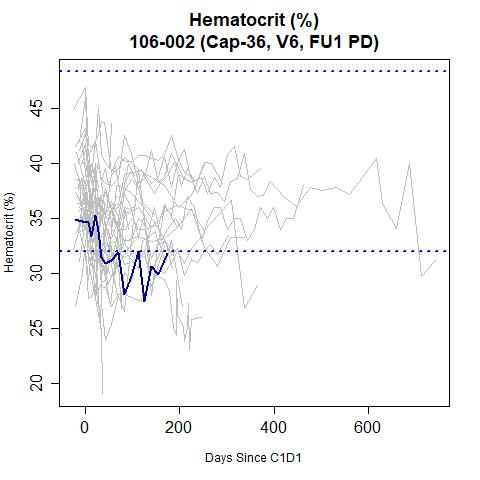 Hematocrit (%)
106-002 (Cap-36, V6, FU1 PD)
Hematocrit (%)
45
40
35
30
25
20
0
200
400
600
Days Since C1D1